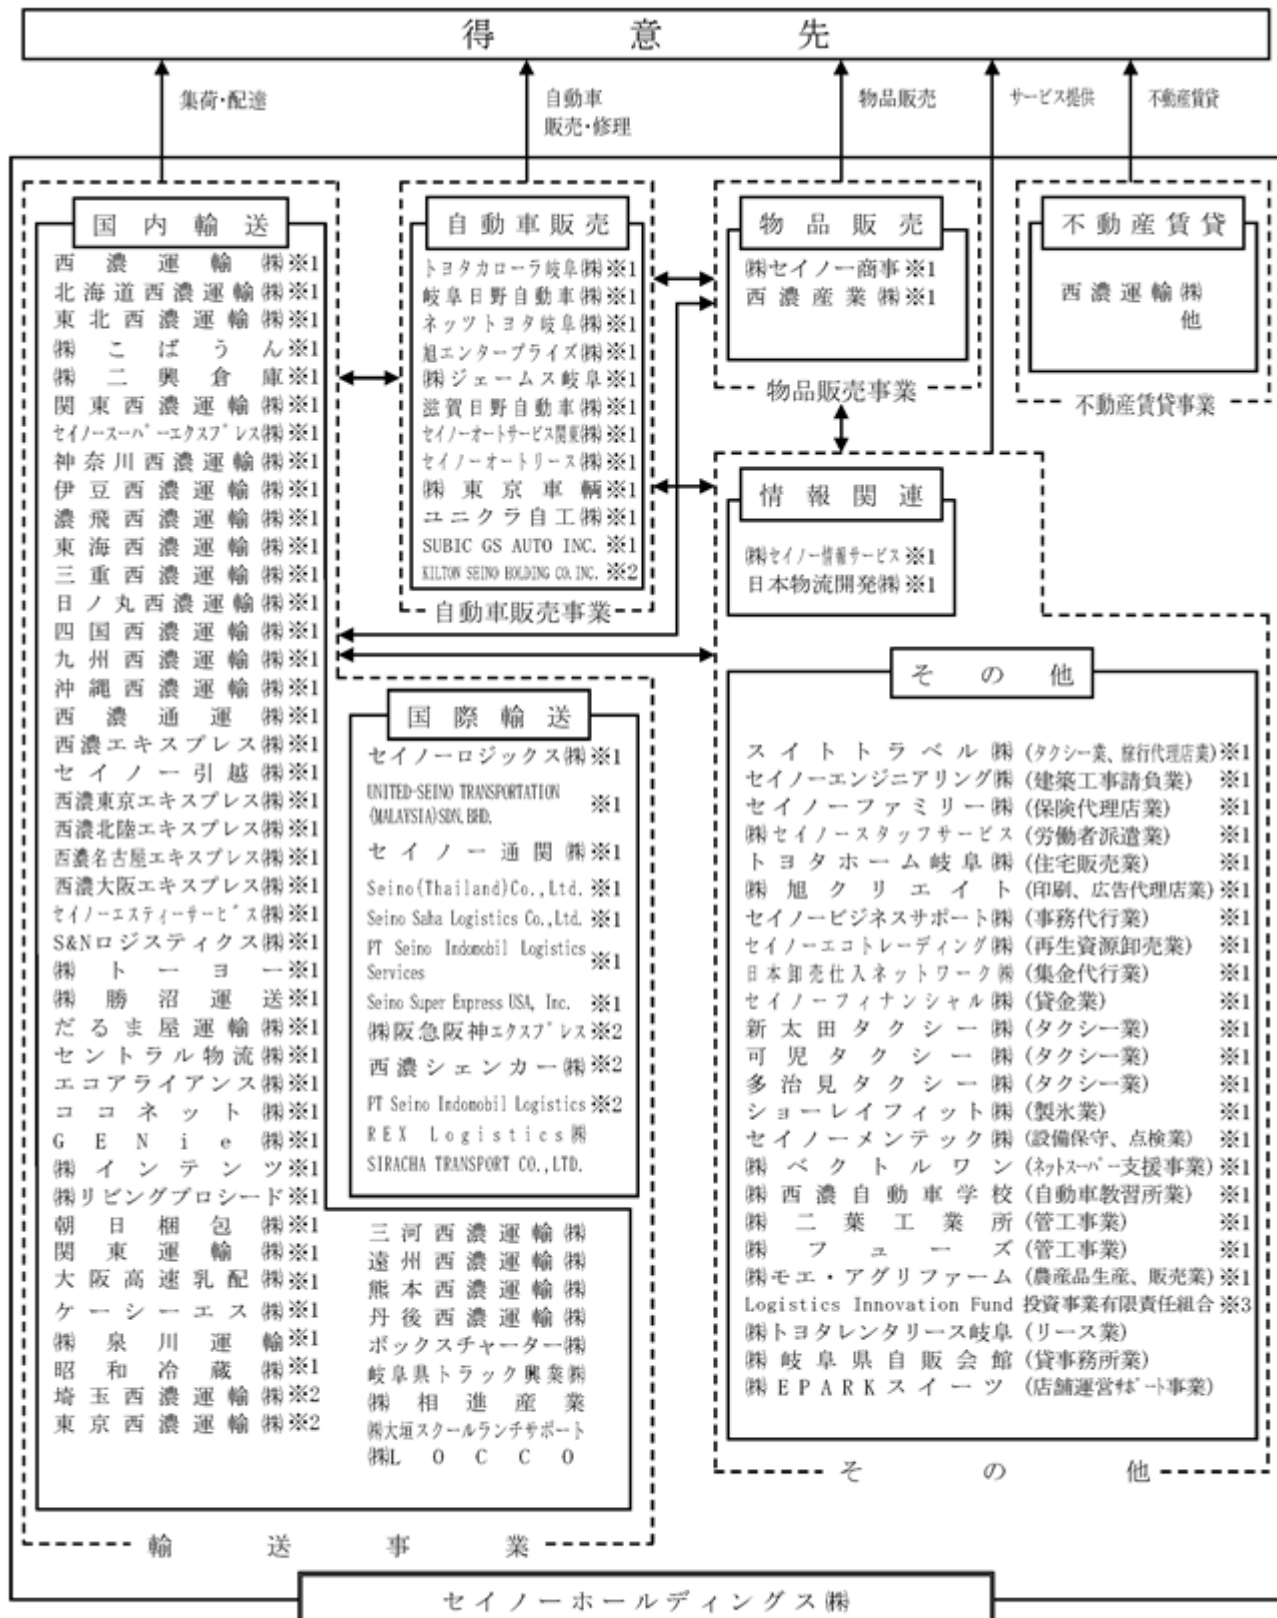 得意先
集荷・配達
自動車
販売・修理
物品販売
サービス提供
不動産賃貸
国内輸送
西濃運輸㈱※1
北海道西濃運輸㈱※1
東北西濃運輸㈱※1
㈱こばうん※1
㈱二興倉庫※1
関東西濃運輸㈱※1
セイノースーパーエクスプレス㈱※1
神奈川西濃運輸㈱※1
伊豆西濃運輸㈱※1
濃飛西濃運輸㈱※1
東海西濃運輸㈱※1
三重西濃運輸㈱※1
日ノ丸西濃運輸㈱※1
四国西濃運輸㈱※1
九州西濃運輸㈱※1
沖縄西濃運輸㈱※1
西濃通運㈱※1
西濃エキスプレス㈱※1
セイノー引越㈱※1
西濃東京エキスプレス㈱※1
西濃北陸エキスプレス㈱※1
西濃名古屋エキスプレス㈱※1
西濃大阪エキスプレス㈱※1
セイノーエスティーサービス㈱※1
S&Nロジスティクス㈱※1
㈱トーヨー※1
㈱勝沼運送※1
だるま屋運輸㈱※1
セントラル物流㈱※1
エコアライアンス㈱※1
ココネット㈱※1
GENie㈱※1
㈱インテンツ※1
㈱リビングプロシード※1
朝日梱包㈱※1
関東運輸㈱※1
大阪高速乳配㈱※1
ケーシーエス㈱※1
㈱泉川運輸※1
昭和冷蔵㈱※1
埼玉西濃運輸㈱※2
東京西濃運輸㈱※2
三河西濃運輸㈱
遠州西濃運輸㈱
熊本西濃運輸㈱
丹後西濃運輸㈱
ボックスチャーター㈱
岐阜県トラック興業㈱
㈱相進産業
㈱大垣スクールランチサポート
㈱LOCCO
国際輸送
セイノーロジックス㈱※1
UNITED-SEINO TRANSPORTATION
(MALAYSIA)SDN.BHD. ※1
セイノー通関㈱※1
Seino(Thailand)Co.,Ltd. ※1
Seino Saha Logistics Co.,Ltd. ※1
PT Seino Indomobil Logistics
Services ※1
Seino Super Express USA, Inc. ※1
㈱阪急阪神エクスプレス※2
西濃シェンカー㈱※2
PT Seino Indomobil Logistics※2
REX Logistics㈱
SIRACHA TRANSPORT CO.,LTD.
輸送事業
自動車販売
トヨタカローラ岐阜㈱※1
岐阜日野自動車㈱※1
ネッツトヨタ岐阜㈱※1
旭エンタープライズ㈱※1
㈱ジェームス岐阜※1
滋賀日野自動車㈱※1
セイノーオートサービス関東㈱※1
セイノーオートリース㈱※1
㈱東京車輌※1
ユニクラ自工㈱※1
SUBIC GS AUTO INC. ※1
KILTON SEINO HOLDING CO.INC. ※2
自動車販売事業
物品販売
㈱セイノー商事※1
西濃産業㈱※1
物品販売事業
不動産賃貸
西濃運輸㈱
他
不動産賃貸事業
情報関連
㈱セイノー情報サービス※1
日本物流開発㈱※1
その他
スイトトラベル㈱(タクシー業、旅行代理店業)※1
セイノーエンジニアリング㈱(建築工事請負業) ※1
セイノーファミリー㈱(保険代理店業) ※1
㈱セイノースタッフサービス(労働者派遣業) ※1
トヨタホーム岐阜㈱(住宅販売業) ※1
㈱旭クリエイト(印刷、広告代理店業)※1
セイノービジネスサポート㈱(事務代行業) ※1
セイノーエコトレーディング㈱(再生資源卸売業) ※1
日本卸売仕入ネットワーク㈱(集金代行業) ※1
セイノーフィナンシャル㈱(貸金業) ※1
新太田タクシー㈱(タクシー業) ※1
可児タクシー㈱(タクシー業) ※1
多治見タクシー㈱(タクシー業) ※1
ショーレイフィット㈱(製氷業) ※1
セイノーメンテック㈱(設備保守、点検業) ※1
㈱ベクトルワン(ネットスーパー支援事業)※1
㈱西濃自動車学校(自動車教習所業) ※1
㈱二葉工業所(管工事業) ※1
㈱フューズ(管工事業) ※1
㈱モエ・アグリファーム(農産品生産、販売業)※1
Logistics Innovation Fund 投資事業有限責任組合※3
㈱トヨタレンタリース岐阜(リース業)
㈱岐阜県自販会館(貸事務所業)
㈱EPARKスイーツ(店舗運営サポート事業)
その他
セイノーホールディングス㈱